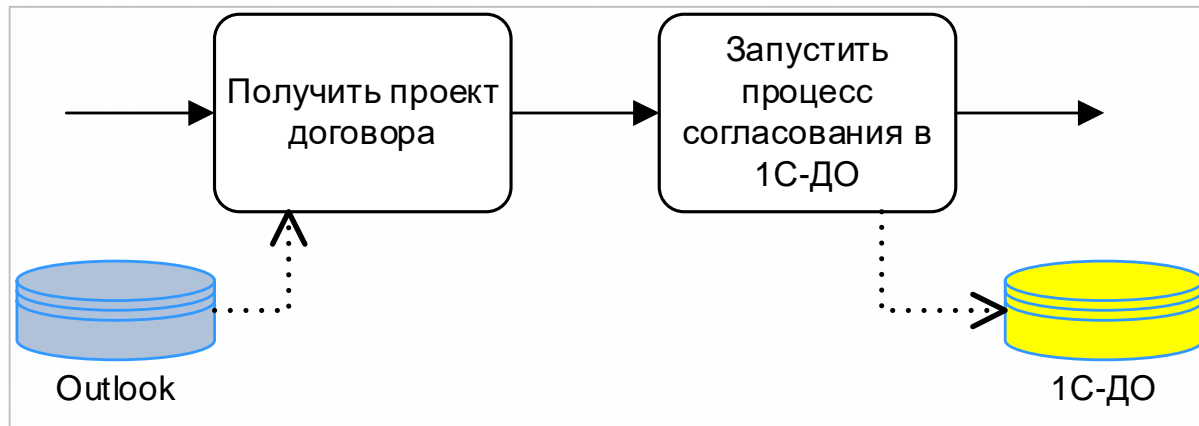 Получить проект
договора
Запустить
процесс
согласования в
1С-ДО
Outlook
1С-ДО